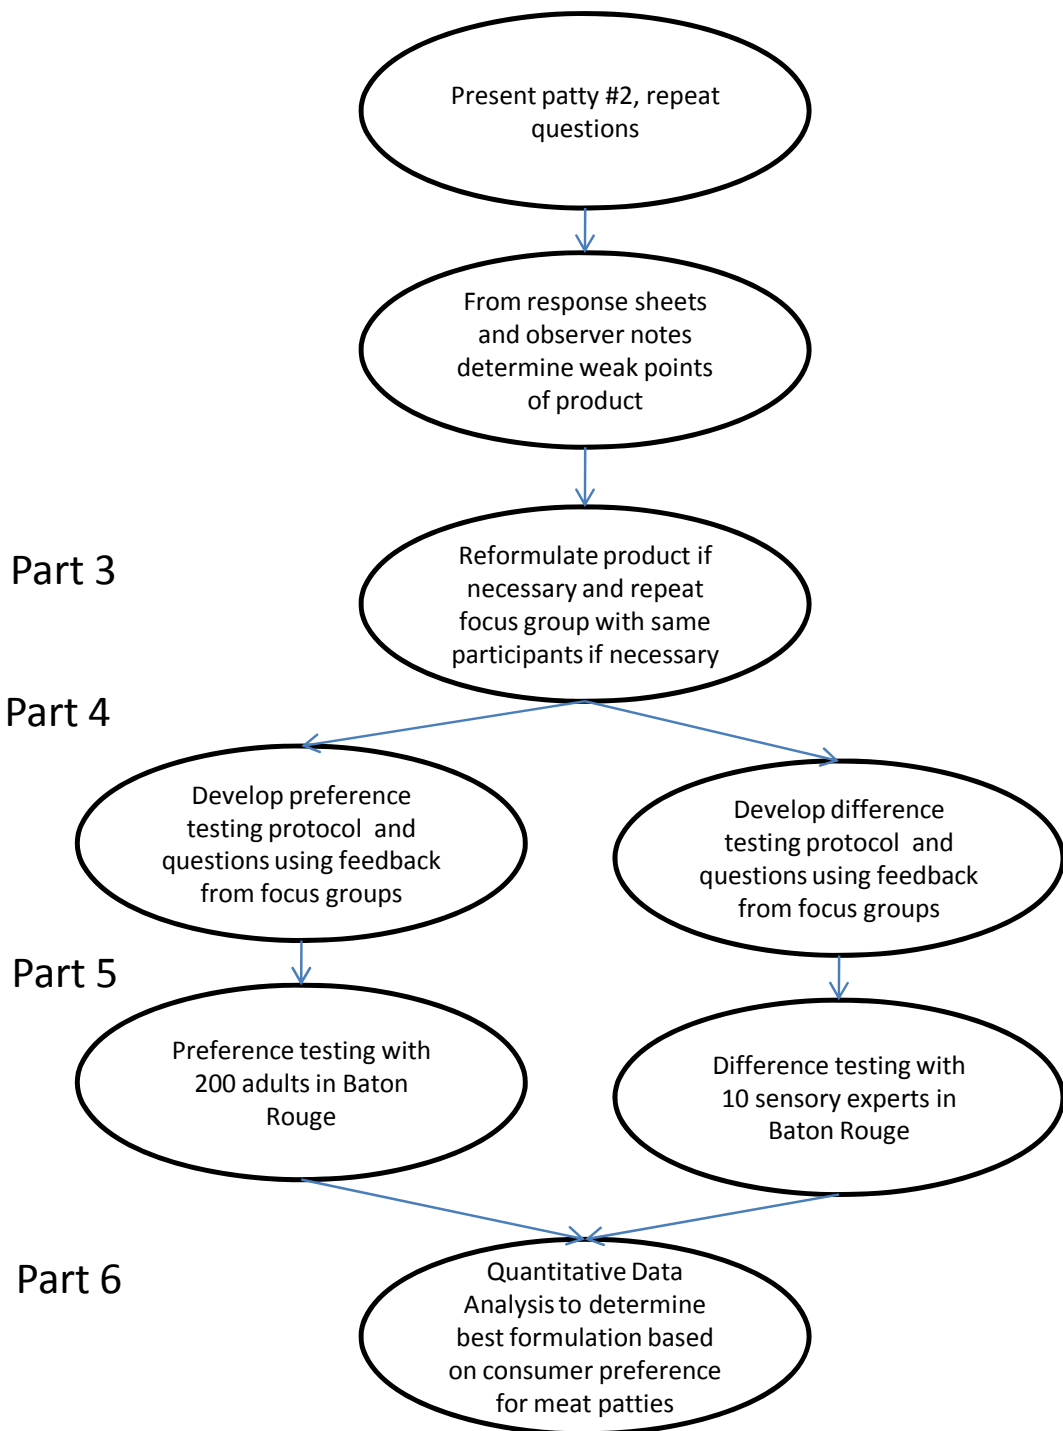 Present patty #2, repeat
questions
From response sheets
and observer notes
determine weak points
of product
Part 3
Reformulate product if
necessary and repeat
focus group with same
participants if necessary
Part 4
Develop preference
testing protocol and
questions using feedback
from focus groups
Develop difference
testing protocol and
questions using feedback
from focus groups
Part 5
Preference testing with
200 adults in Baton
Rouge
Difference testing with
10 sensory experts in
Baton Rouge
Part 6
Quantitative Data
Analysis to determine
best formulation based
on consumer preference
for meat patties